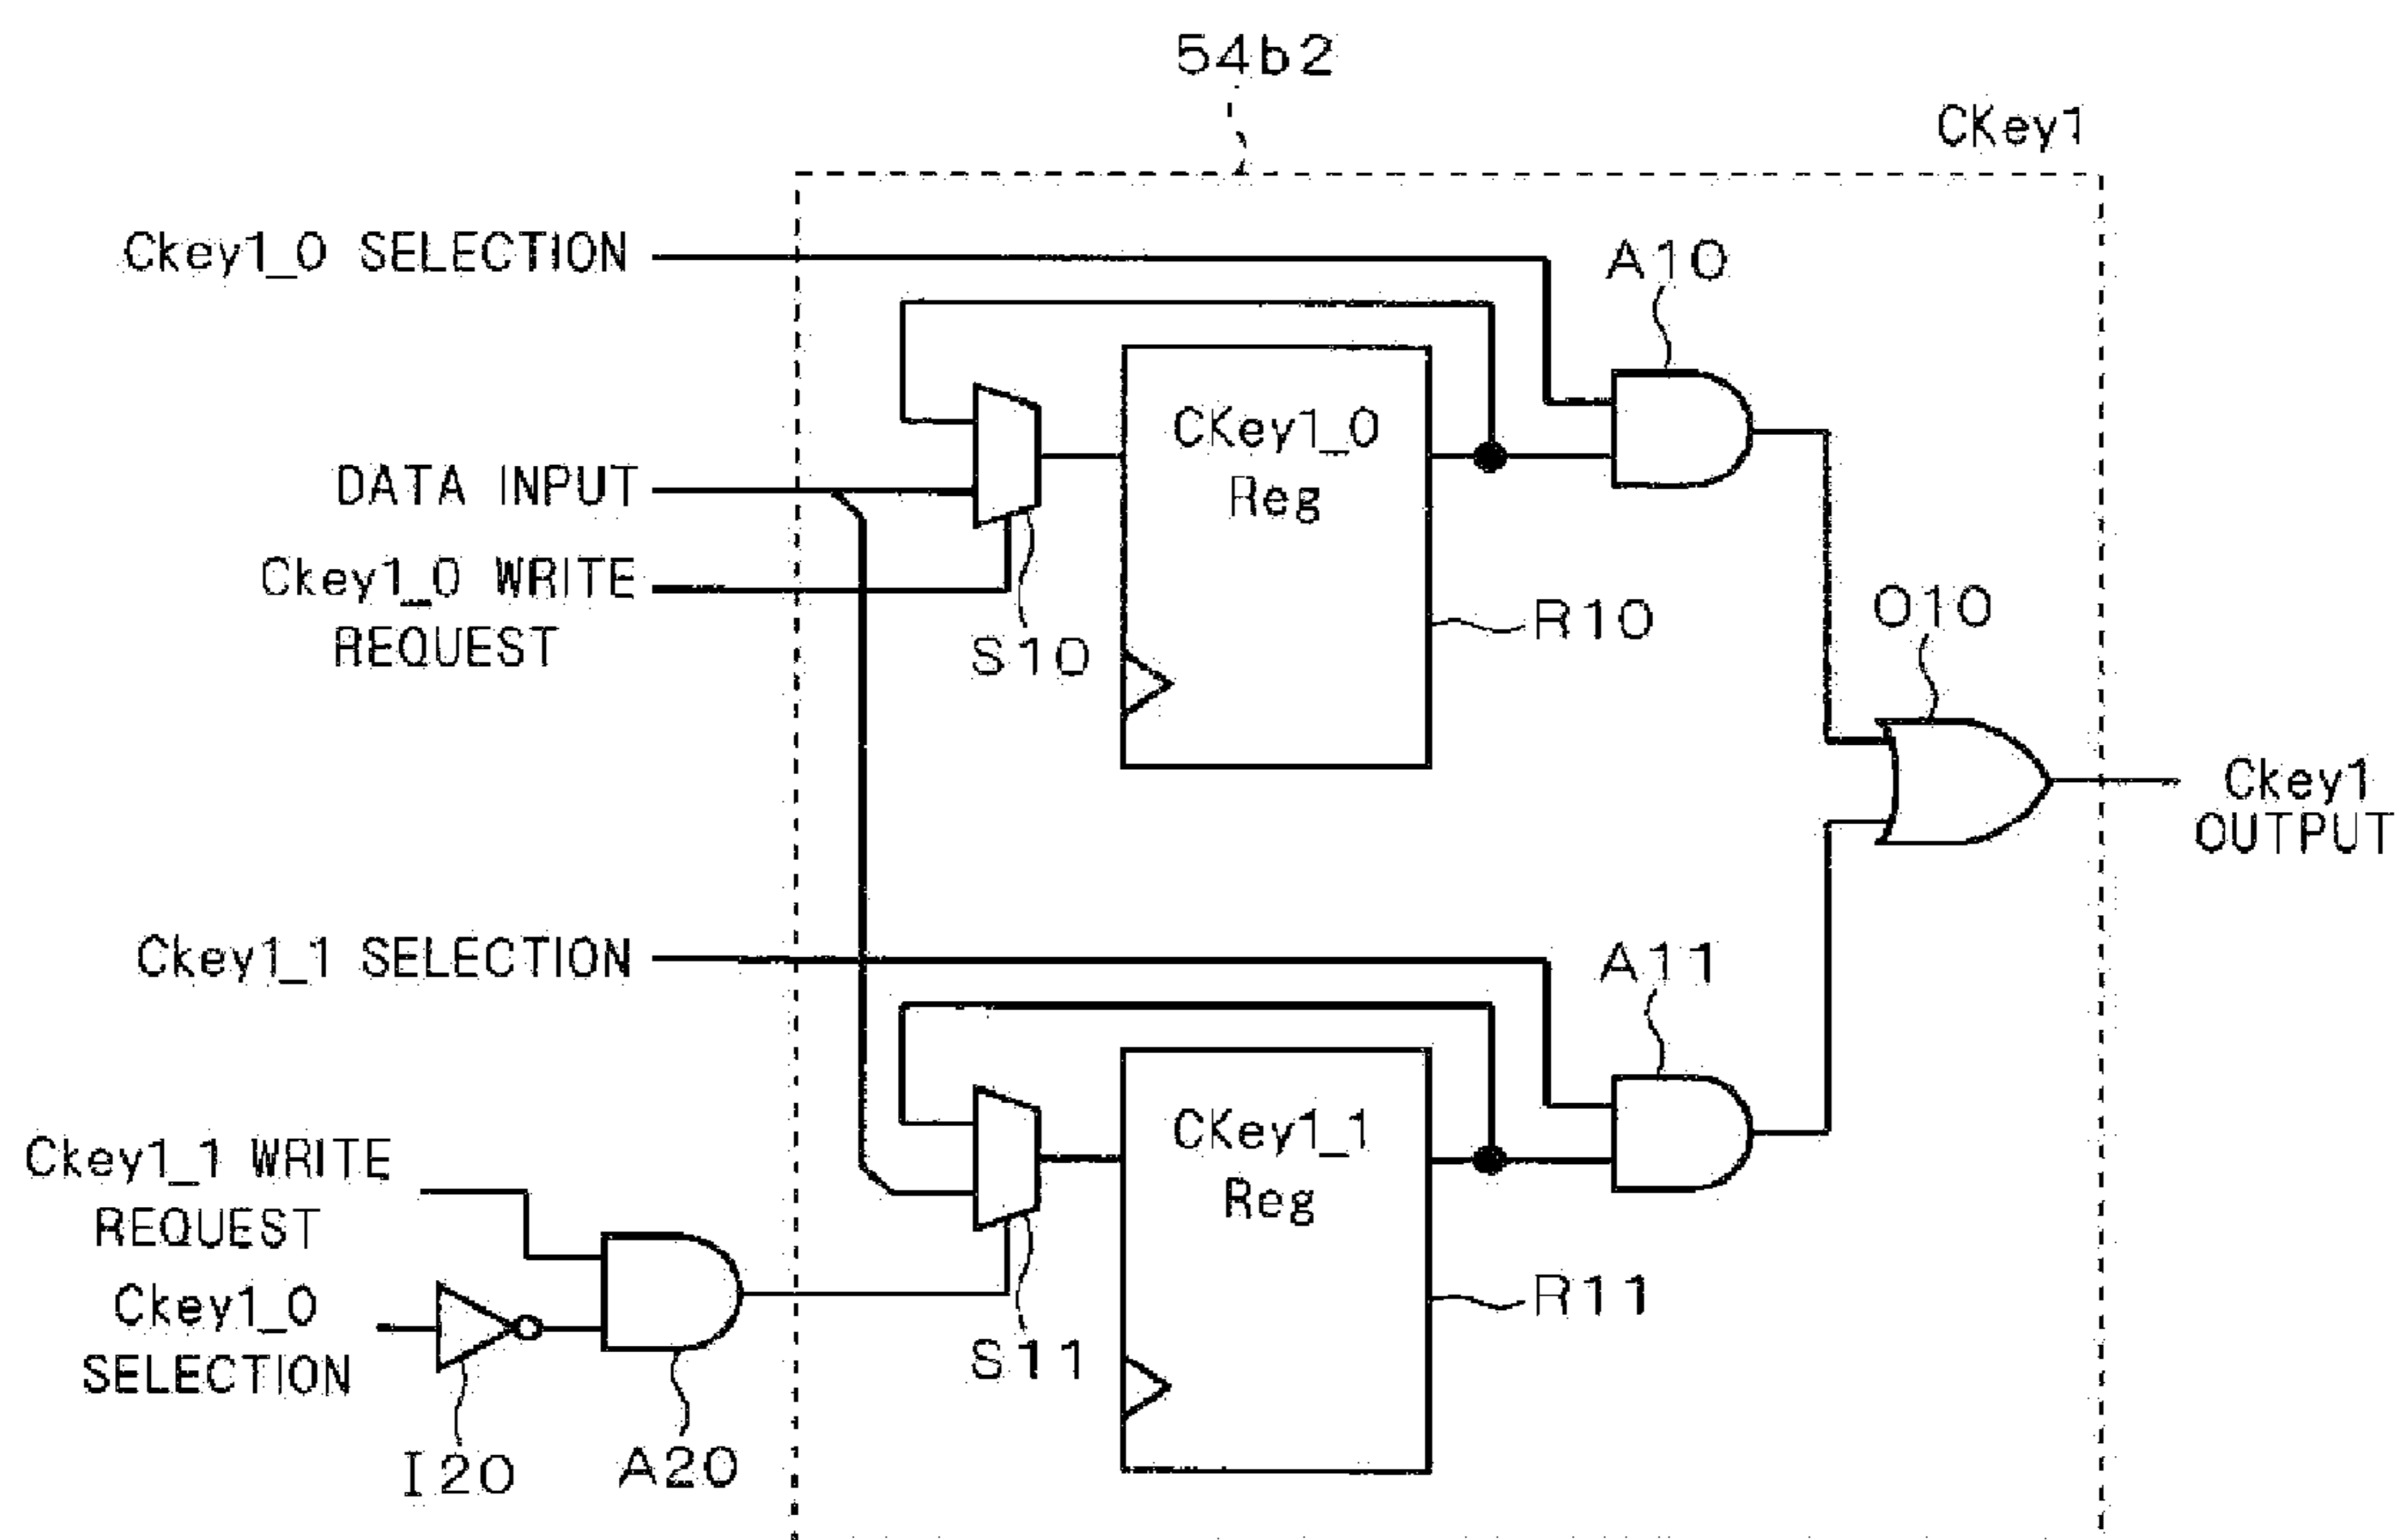 54b2
CKey1
Ckey1_0 SELECTION
A10
DATA INPUT
CKey1_0
Reg
Ckey1_0 WRITE
REQUEST
S10
R10
O10
Ckey1
OUTPUT
Ckey1_1 SELECTION
A11
Ckey1_1 WRITE
REQUEST
CKey1_1
Reg
Ckey1_0
SELECTION
S11
R11
I20
A20